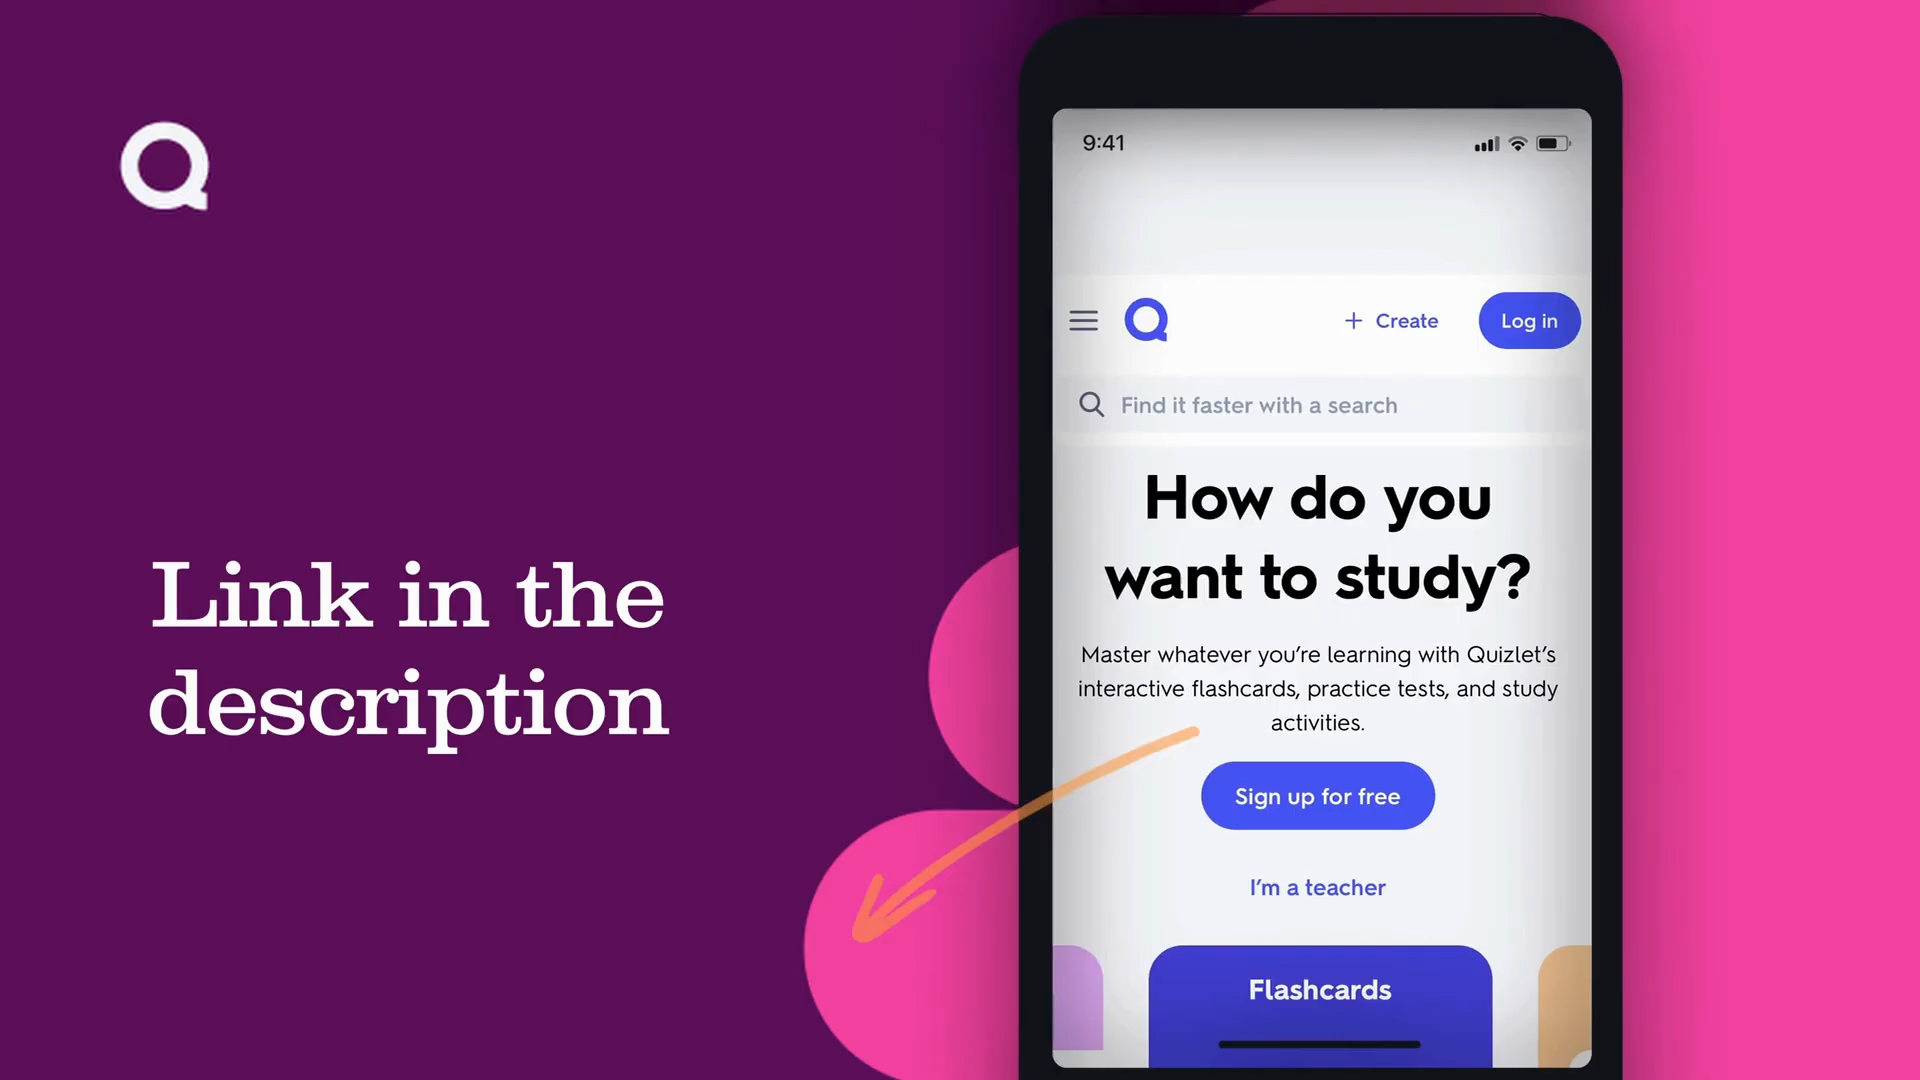 Q
Link in the
description
9:41
Q
+ Create
Log in
Find it faster with a search
How do you
want to study?
Master whatever you're learning with Quizlet's
interactive flashcards, practice tests, and study
activities.
Sign up for free
I'm a teacher
Flashcards